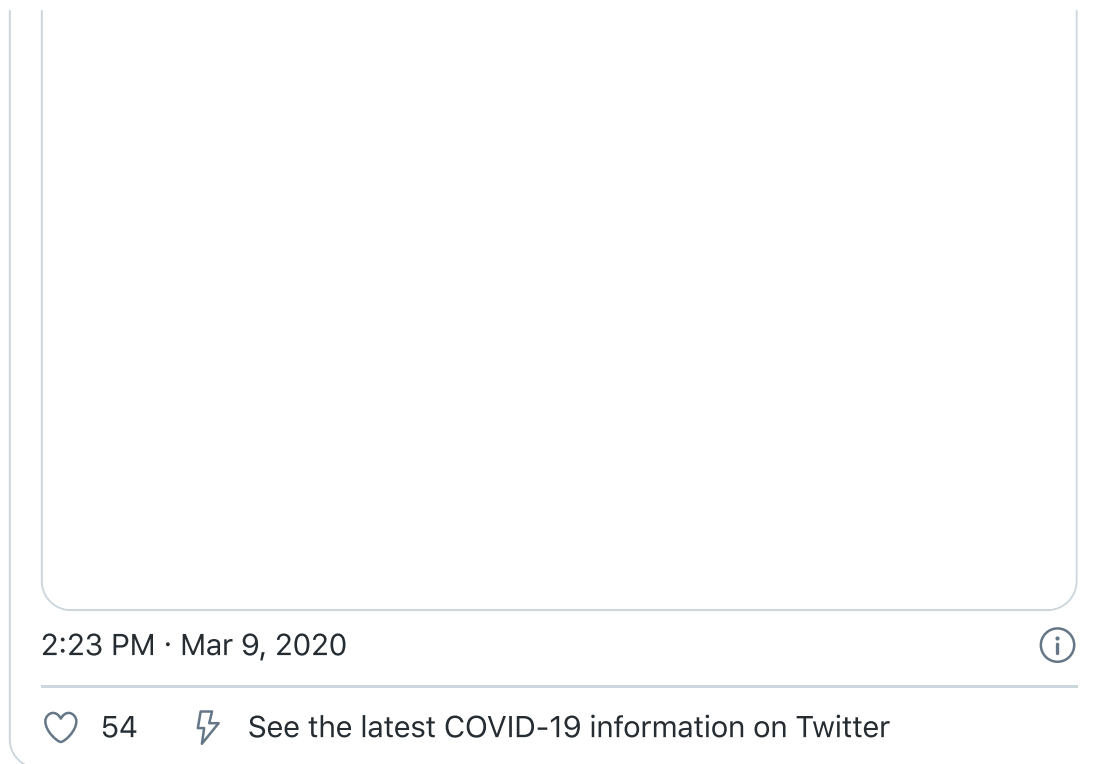 2:23 PM · Mar 9, 2020
54 See the latest COVID-19 information on Twitter